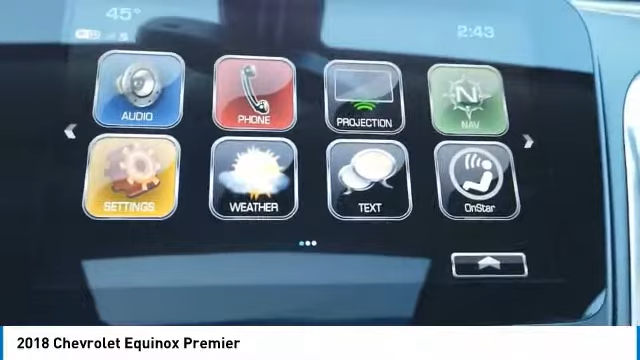 45°
2:43
AUDIO
PHONE
PROJECTION
N
NAV
SETTINGS
WEATHER
TEXT
OnStar
2018 Chevrolet Equinox Premier